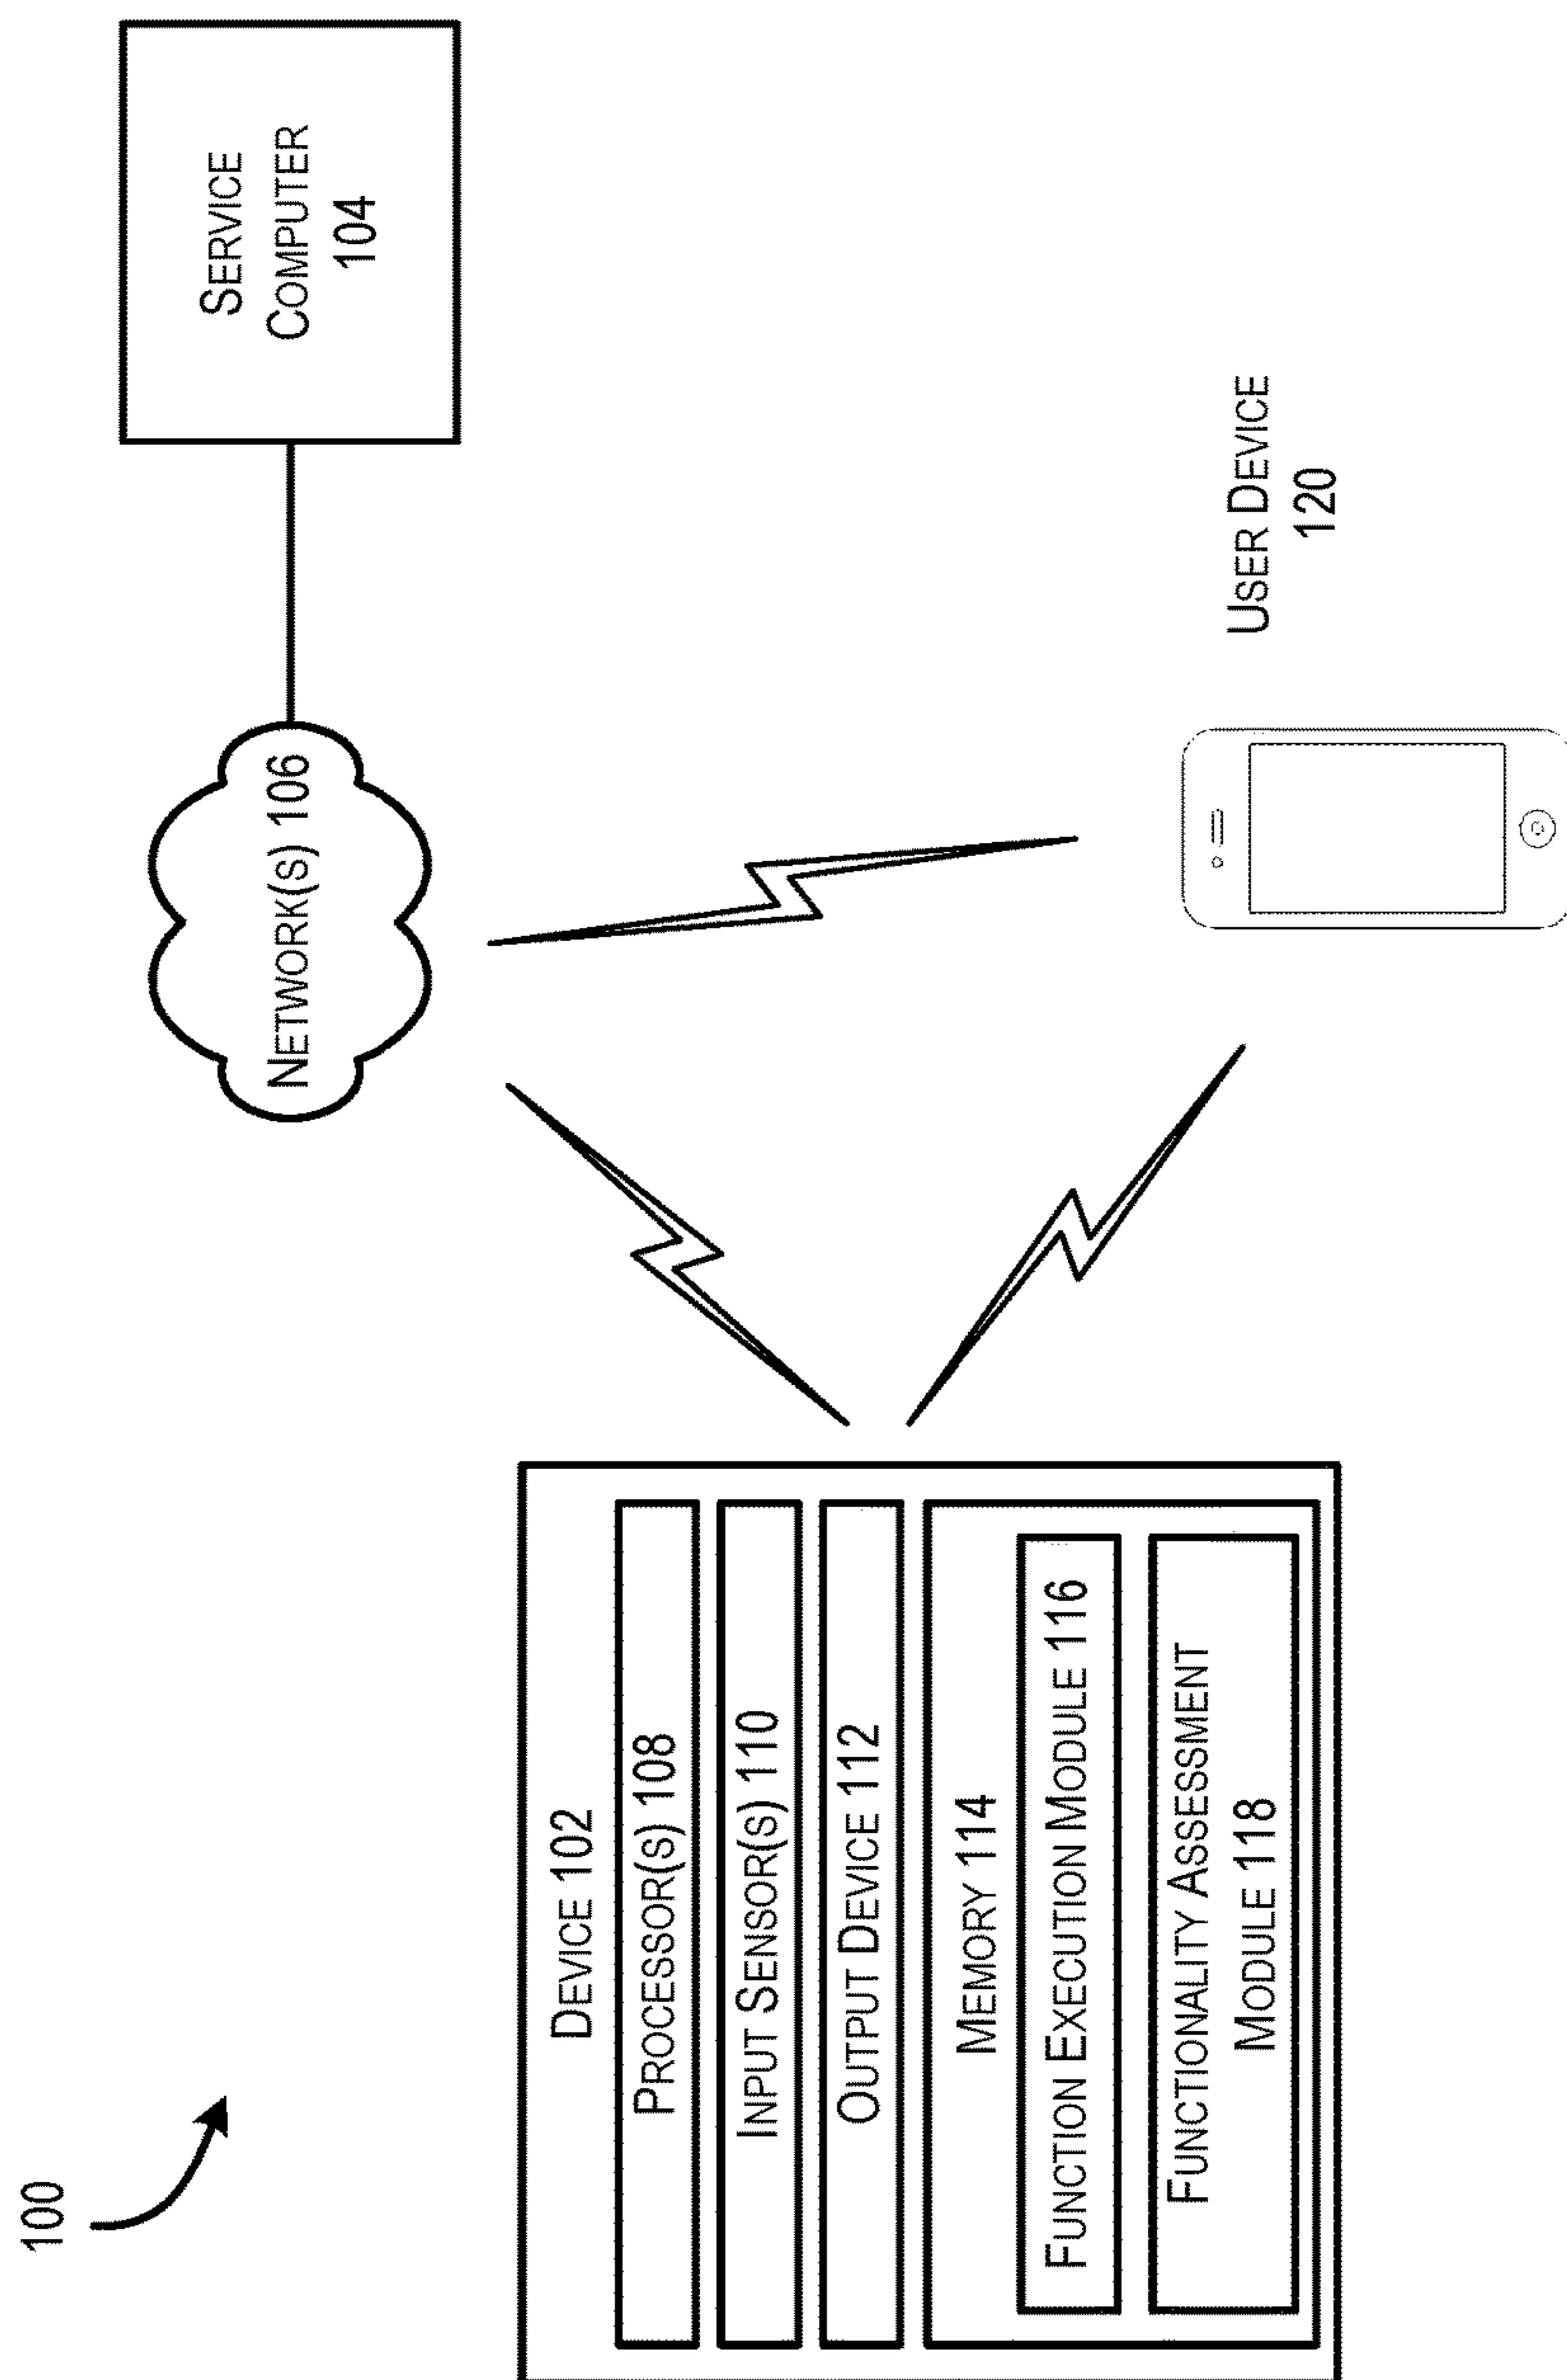 100
DEVICE 102
PROCESSOR(S) 108
INPUT SENSOR(S) 110
OUTPUT DEVICE 112
MEMORY 114
FUNCTION EXECUTION MODULE 116
FUNCTIONALITY ASSESSMENT
MODULE 118
NETWORK(S) 106
SERVICE
COMPUTER
104
USER DEVICE
120